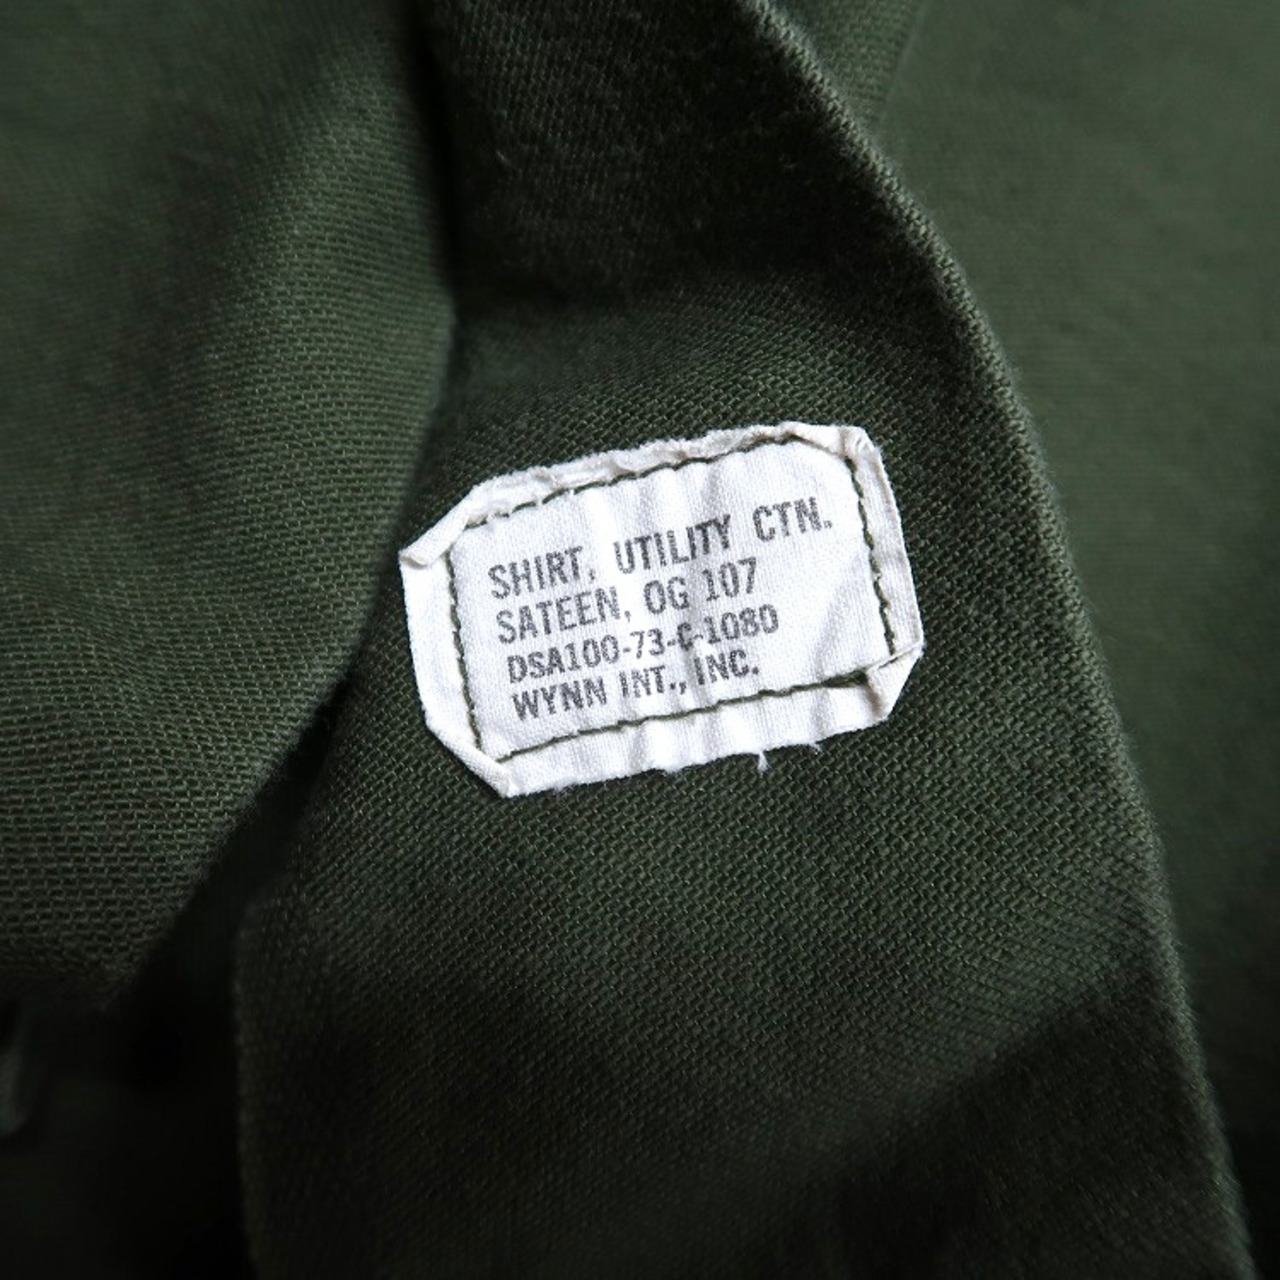 SHIRT, UTILITY CTN.
SATEEN, OG 107
DSA100-73-C-1080
WYNN INT., INC.